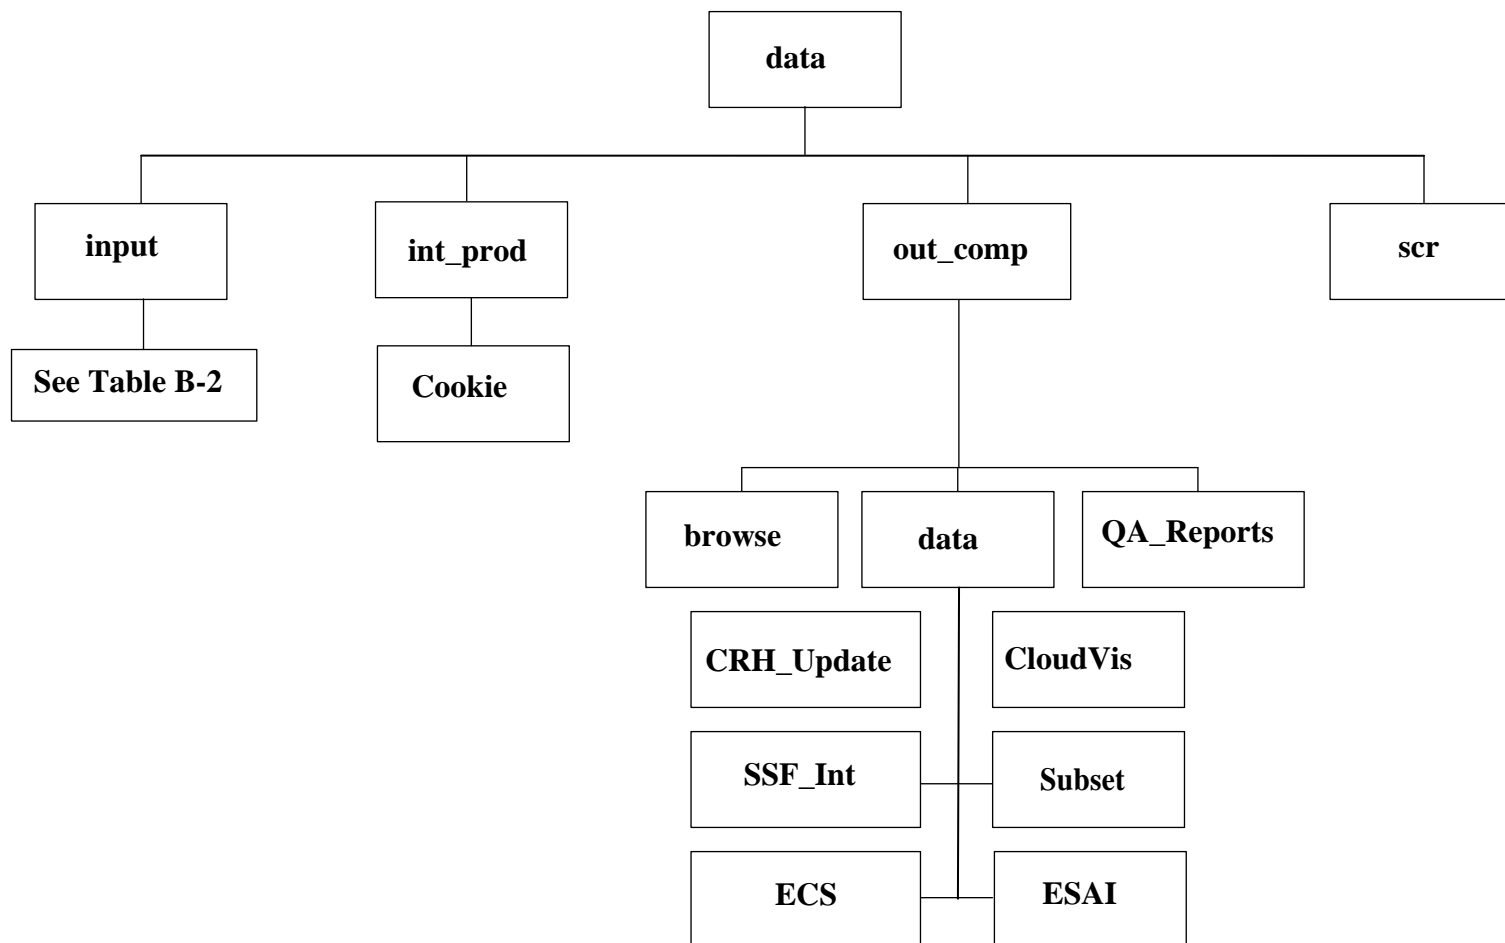 data
input
int_prod
out_comp
scr
See Table B-2
Cookie
browse
data
QA_Reports
CRH_Update
CloudVis
SSF_Int
Subset
ECS
ESAI